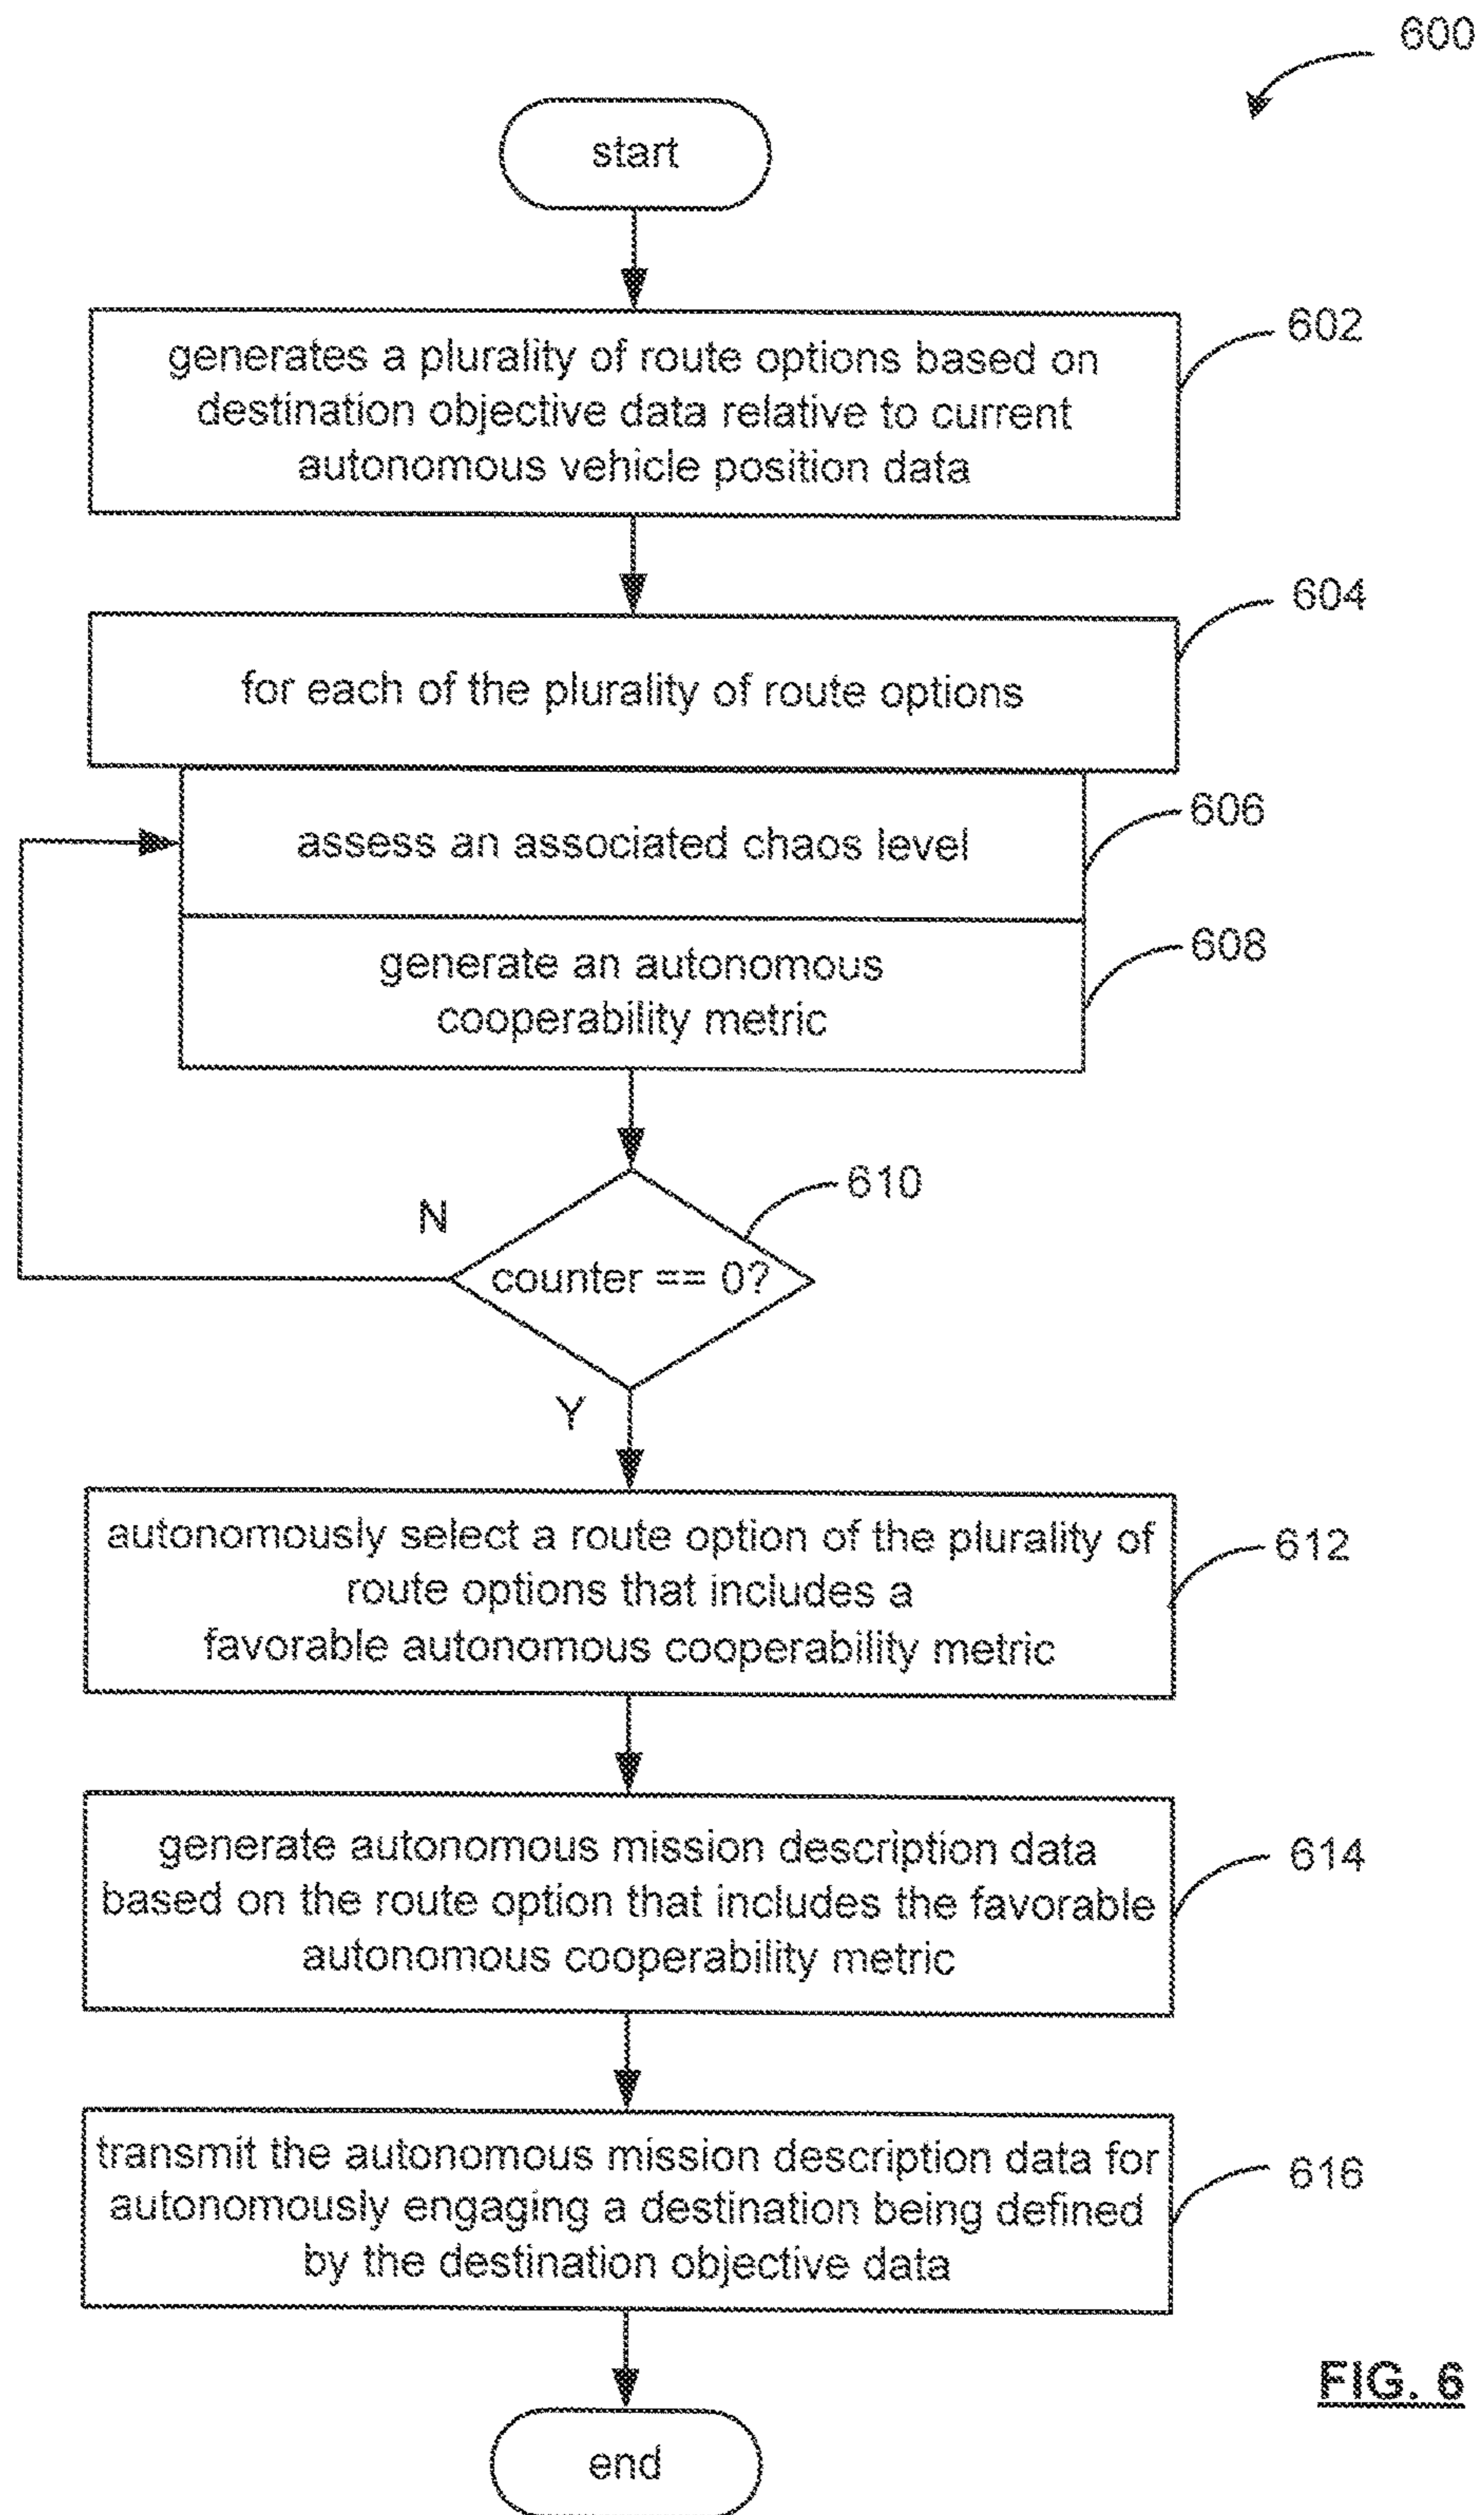 600
start
generates a plurality of route options based on
destination objective data relative to current
autonomous vehicle position data
602
604
for each of the plurality of route options
assess an associated chaos level
606
generate an autonomous
cooperability metric
608
610
N
counter == 0?
Y
autonomously select a route option of the plurality of
route options that includes a
favorable autonomous cooperability metric
612
generate autonomous mission description data
based on the route option that includes the favorable
autonomous cooperability metric
614
transmit the autonomous mission description data for
autonomously engaging a destination being defined
by the destination objective data
616
FIG. 6
end